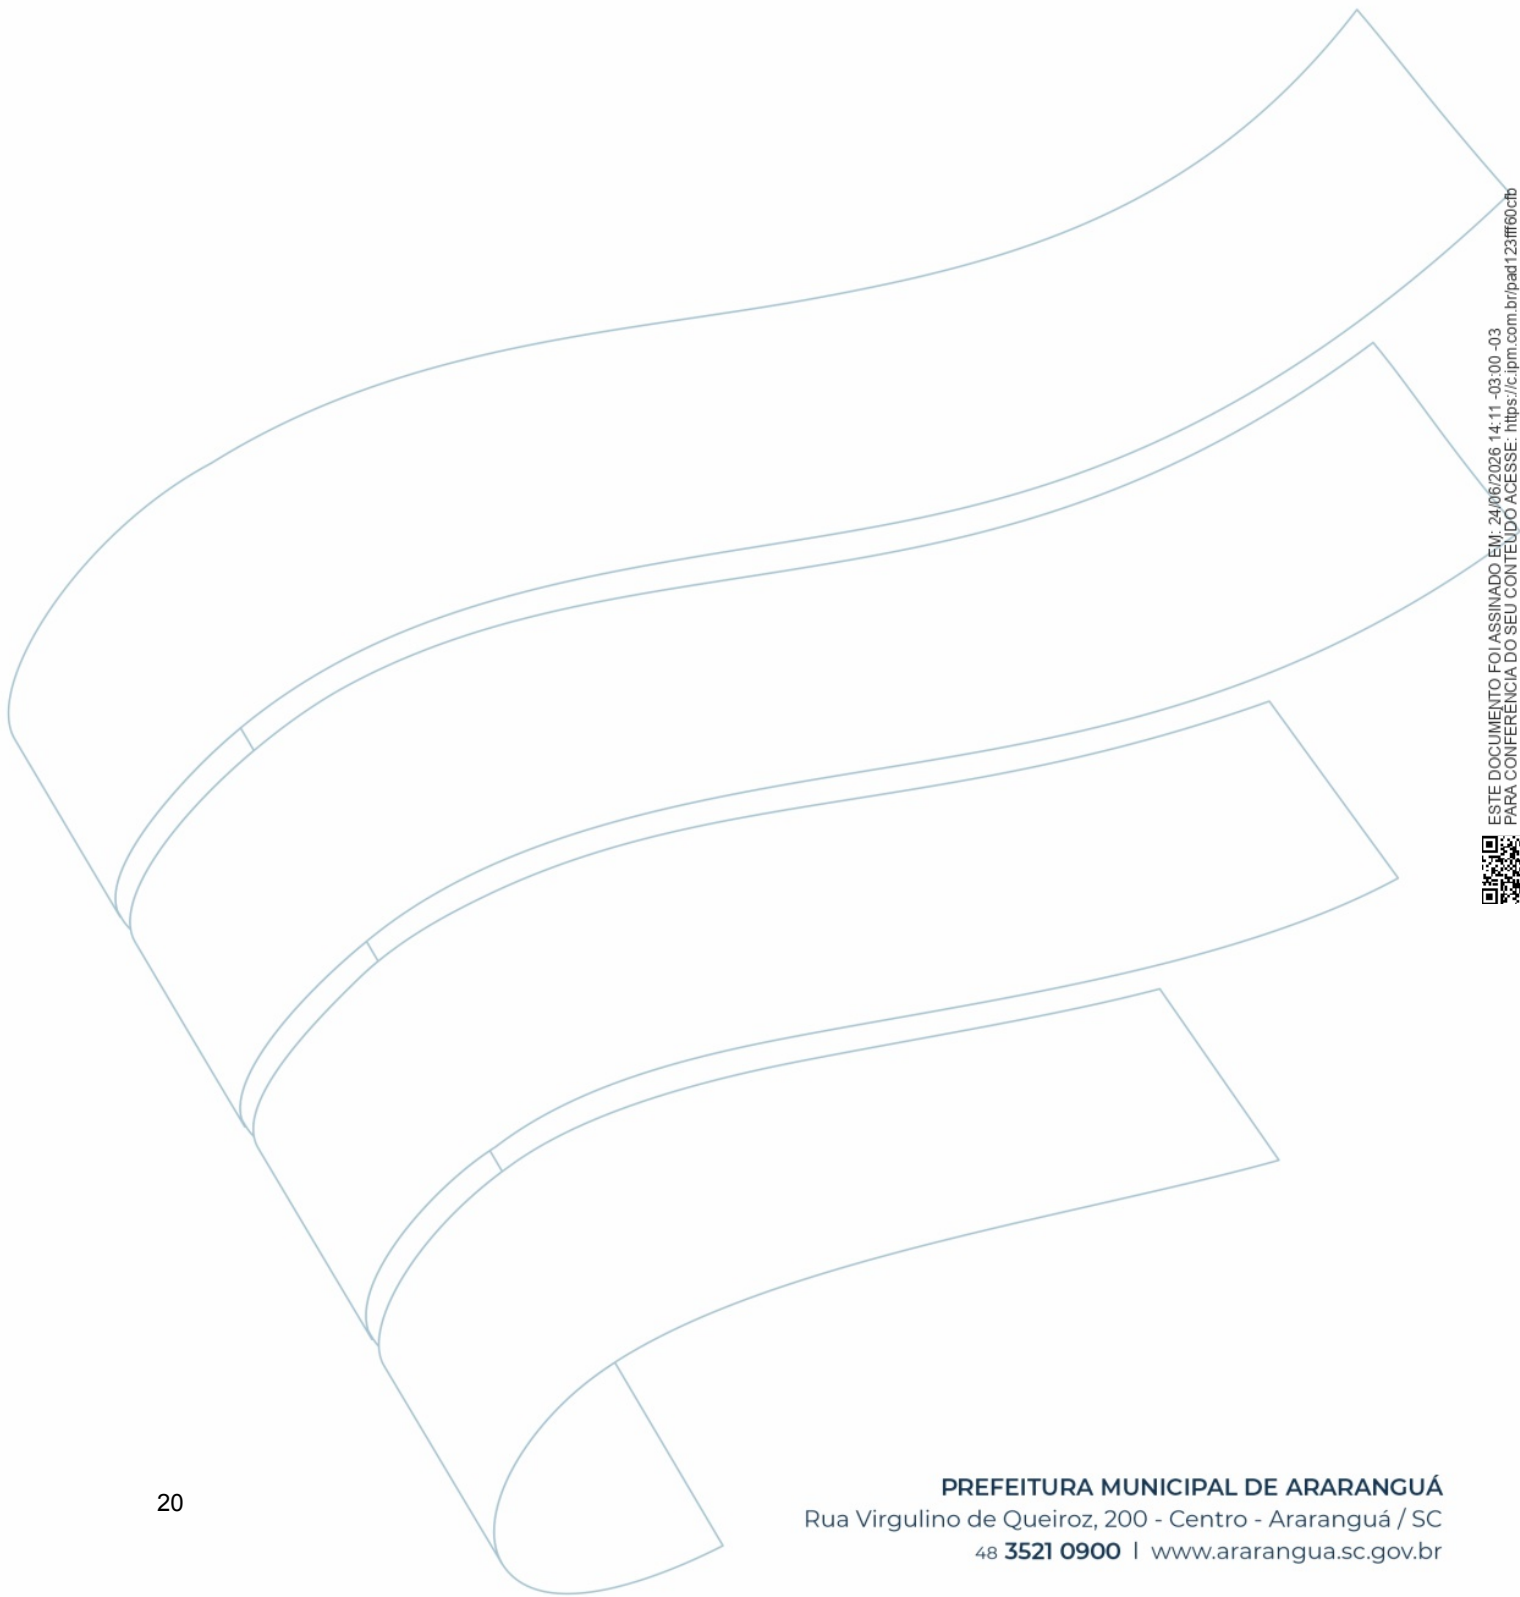 ESTE DOCUMENTO FOI ASSINADO EM: 24/06/2026 14:11 -03:00 -03
PARA CONFERÊNCIA DO SEU CONTEÚDO ACESSE: https://c.ipm.com.br/pad123fff60cfb
20
PREFEITURA MUNICIPAL DE ARARANGUÁ
Rua Virgulino de Queiroz, 200 - Centro - Araranguá / SC
48 3521 0900 | www.ararangua.sc.gov.br